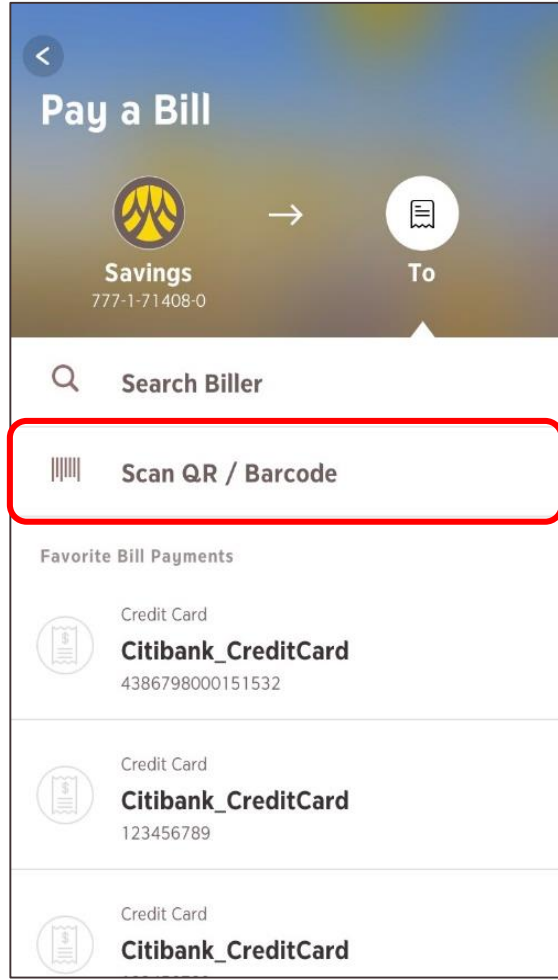 Pay a Bill
Savings
777-1-71408-0
To
Search Biller
Scan QR / Barcode
Favorite Bill Payments
Credit Card
Citibank_CreditCard
4386798000151532
Credit Card
Citibank_CreditCard
123456789
Credit Card
Citibank_CreditCard